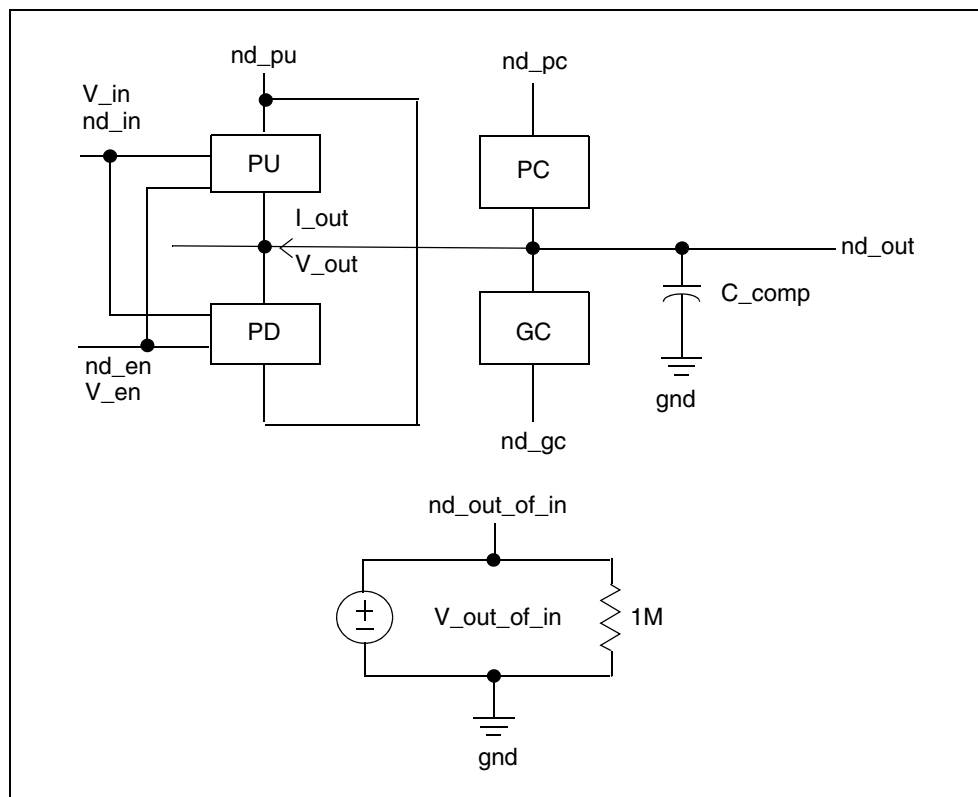 nd_pu
nd_pc
V_in
nd_in
PU
PC
I_out
V_out
nd_out
C_comp
PD
GC
nd_en
V_en
gnd
nd_gc
nd_out_of_in
+
−
V_out_of_in
1M
gnd